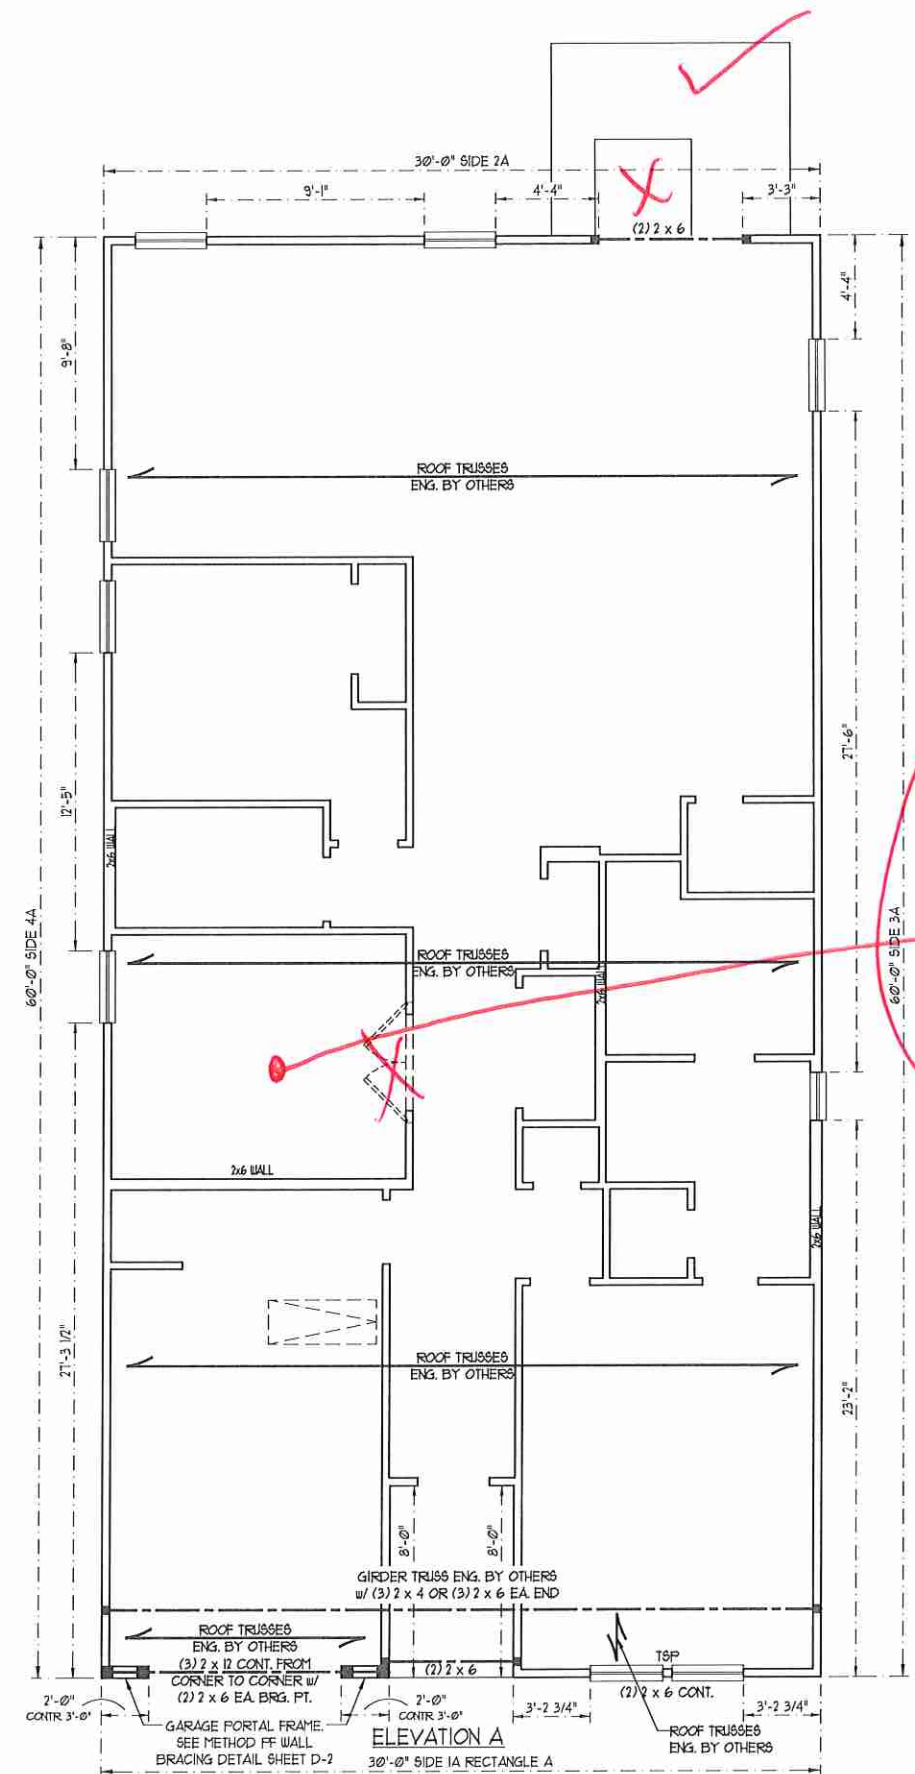 30'-0" SIDE 2A
9'-1"
4'-4"
3'-3"
(2) 2 x 6
4'-4"
9'-8"
ROOF TRUSSES
ENG. BY OTHERS
27'-6"
12'-5"
2x6 WALL
60'-0" SIDE 4A
60'-0" SIDE 3A
ROOF TRUSSES
ENG. BY OTHERS
2x6 WALL
2x6 WALL
2x6 WALL
27'-3 1/2"
ROOF TRUSSES
ENG. BY OTHERS
23'-2"
8'-0"
8'-0"
GIRDER TRUSS ENG. BY OTHERS
w/ (3) 2 x 4 OR (3) 2 x 6 EA. END
ROOF TRUSSES
ENG. BY OTHERS
(3) 2 x 12 CONT. FROM
CORNER TO CORNER w/
(2) 2 x 6 EA. BRG. PT.
(2) 2 x 6
TSP
(2) 2 x 6 CONT.
2'-0"
CONTR 3'-0"
2'-0"
CONTR 3'-0"
3'-2 3/4"
3'-2 3/4"
GARAGE PORTAL FRAME.
SEE METHOD PF WALL
BRACING DETAIL SHEET D-2
ELEVATION A
ROOF TRUSSES
ENG. BY OTHERS
30'-0" SIDE 1A RECTANGLE A